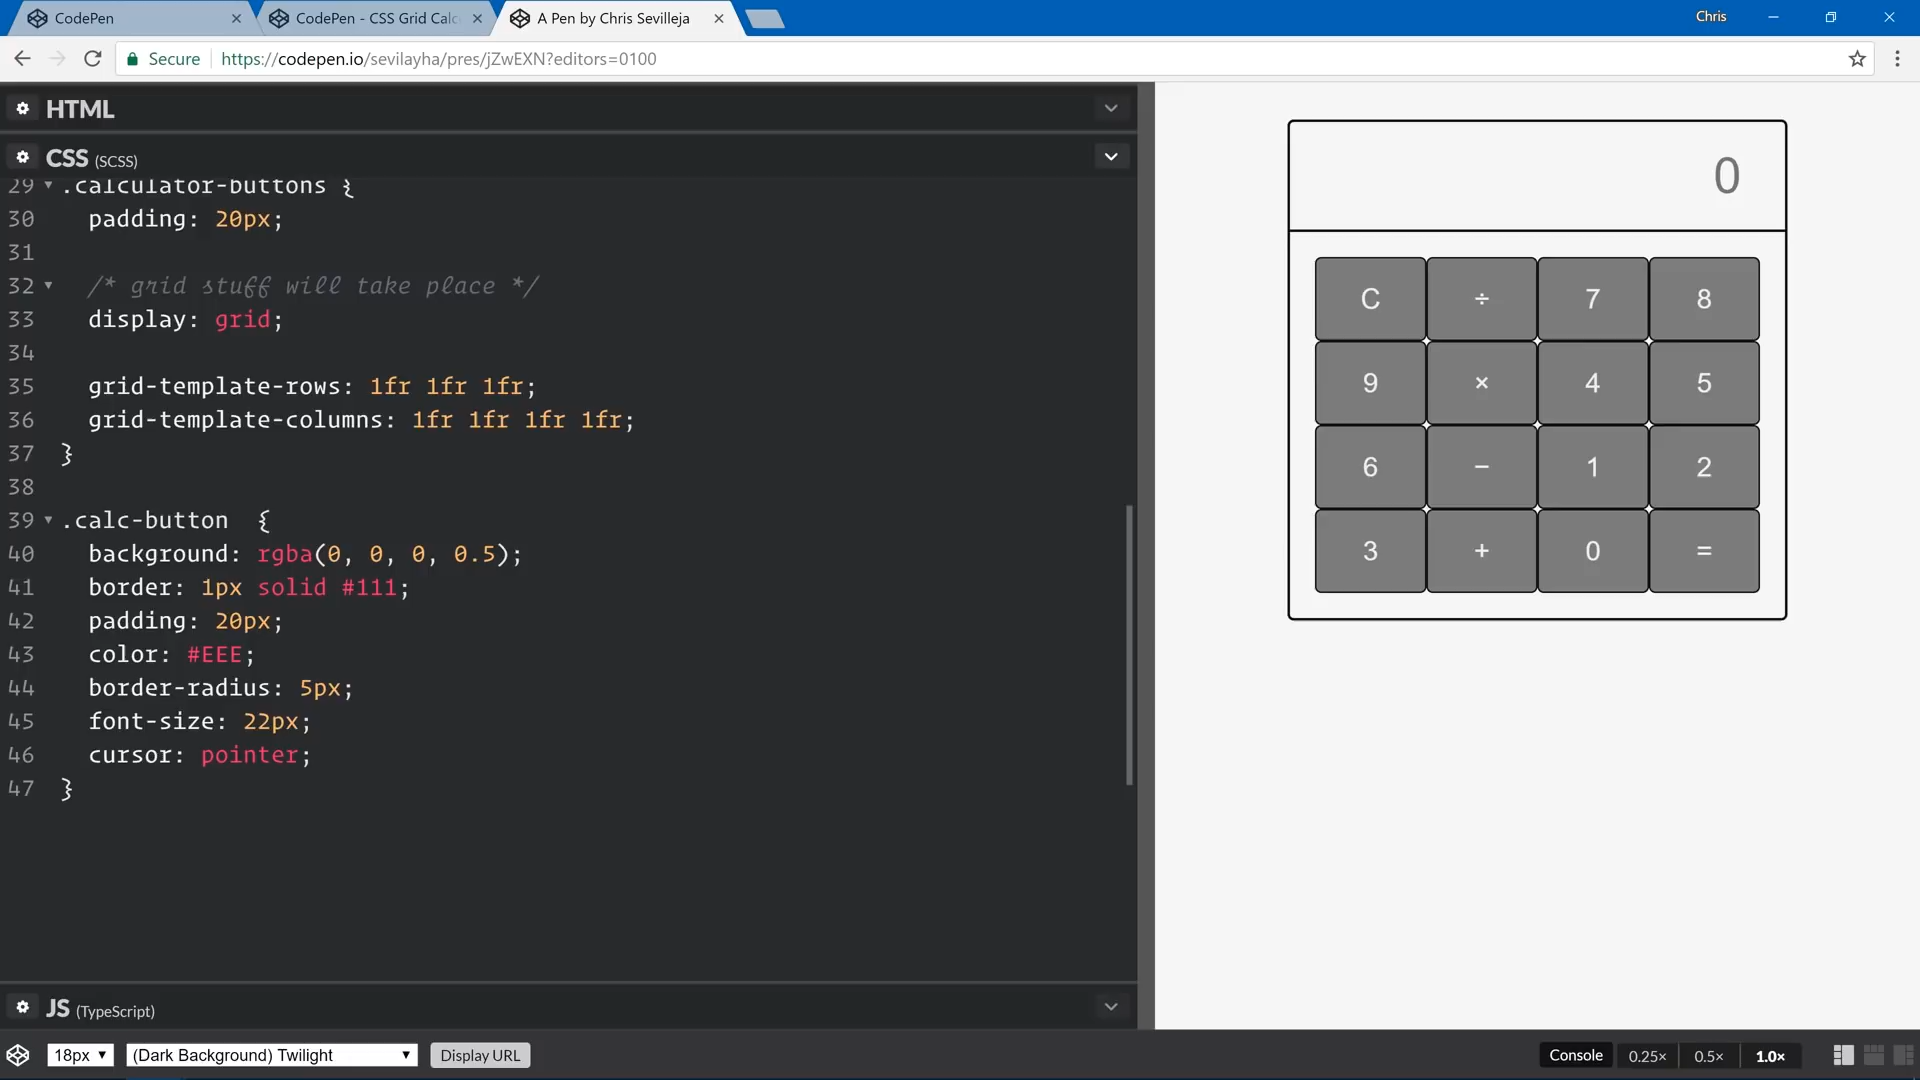 CodePen
CodePen - CSS Grid Calc
A Pen by Chris Sevilleja
Chris
Secure
https://codepen.io/sevilayha/pres/jZwEXN?editors=0100
HTML
CSS (SCSS)
29 .calculator-buttons {
30 padding: 20px;
31
32 /* grid stuff will take place */
33 display: grid;
34
35 grid-template-rows: 1fr 1fr 1fr;
36 grid-template-columns: 1fr 1fr 1fr 1fr;
37 }
38
39 .calc-button  {
40 background: rgba(0, 0, 0, 0.5);
41 border: 1px solid #111;
42 padding: 20px;
43 color: #EEE;
44 border-radius: 5px;
45 font-size: 22px;
46 cursor: pointer;
47 }
JS (TypeScript)
0
C ÷ 7 8
9 × 4 5
6 − 1 2
3 + 0 =
18px
(Dark Background) Twilight
Display URL
Console
0.25×
0.5×
1.0×